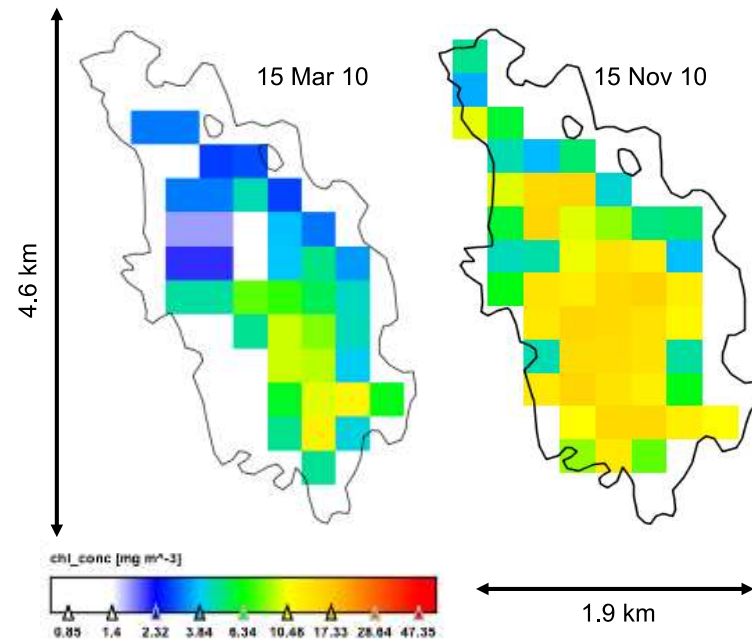 15 Mar 10
15 Nov 10
4.6 km
chl_conc [mg m^-3]
0.85 1.4 2.32 3.84 6.34 10.46 17.33 28.64 47.35
1.9 km